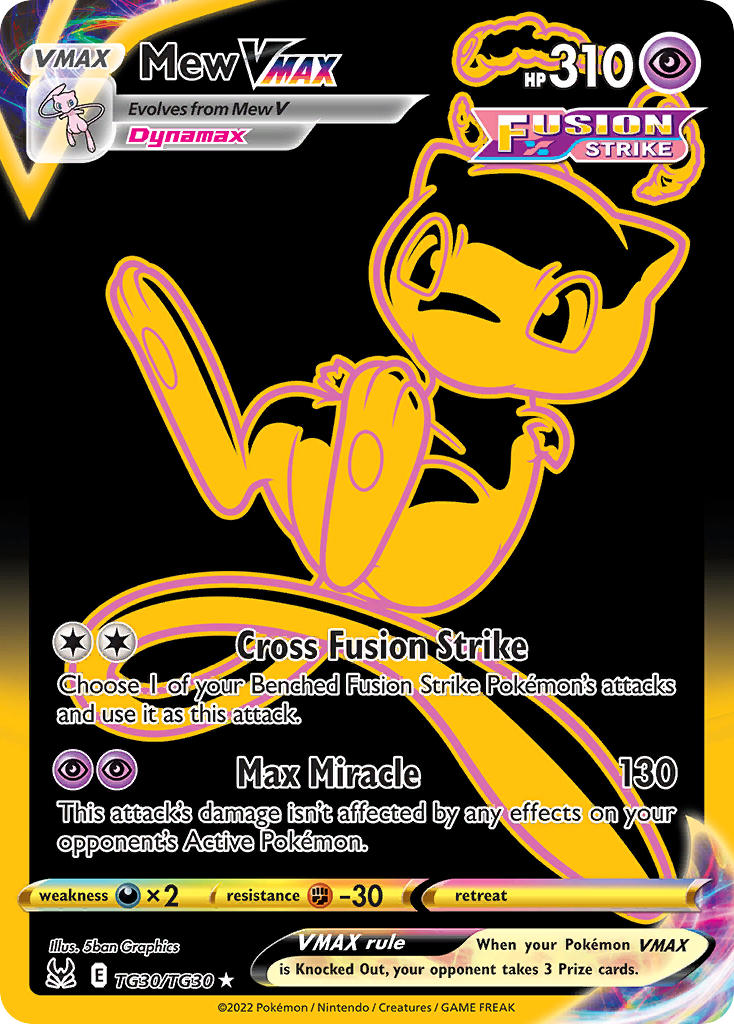 VMAX
Mew VMAX
HP 310
Evolves from Mew V
Dynamax
FUSION
STRIKE
Cross Fusion Strike
Choose 1 of your Benched Fusion Strike Pokémon's attacks
and use it as this attack.
Max Miracle 130
This attack's damage isn't affected by any effects on your
opponent's Active Pokémon.
weakness ×2 resistance -30 retreat
Illus. 5ban Graphics
E TG30/TG30 ★
VMAX rule When your Pokémon VMAX
is Knocked Out, your opponent takes 3 Prize cards.
©2022 Pokémon / Nintendo / Creatures / GAME FREAK